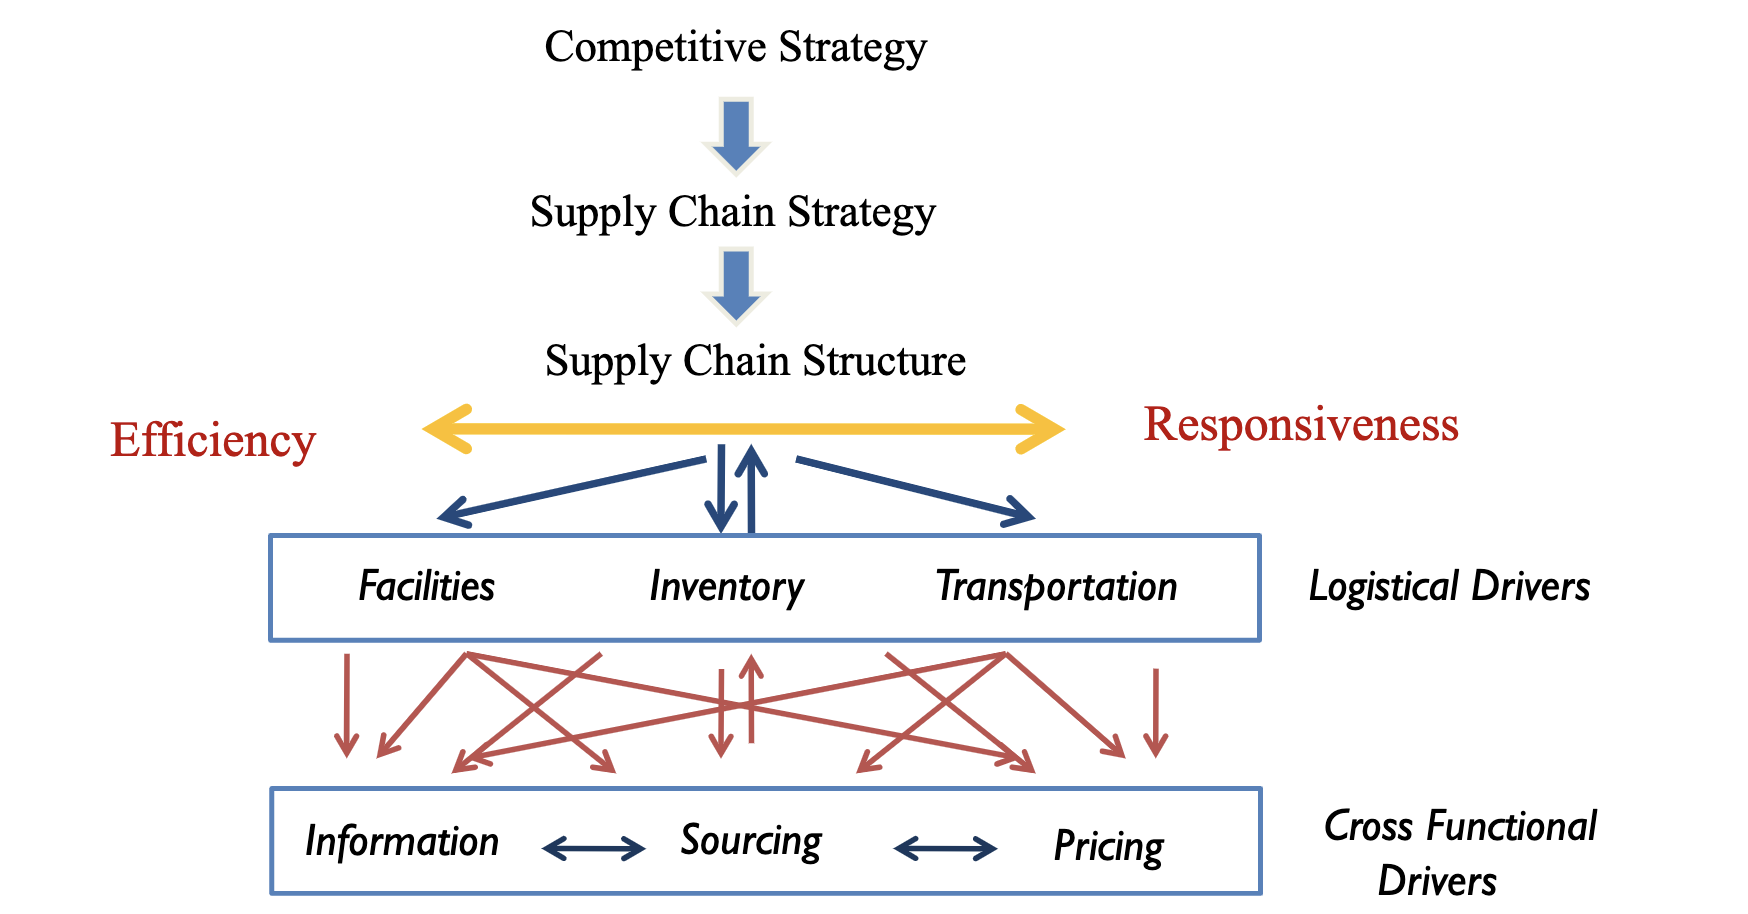 Competitive Strategy
Supply Chain Strategy
Supply Chain Structure
Efficiency
Responsiveness
Facilities
Inventory
Transportation
Logistical Drivers
Information
Sourcing
Pricing
Cross Functional
Drivers